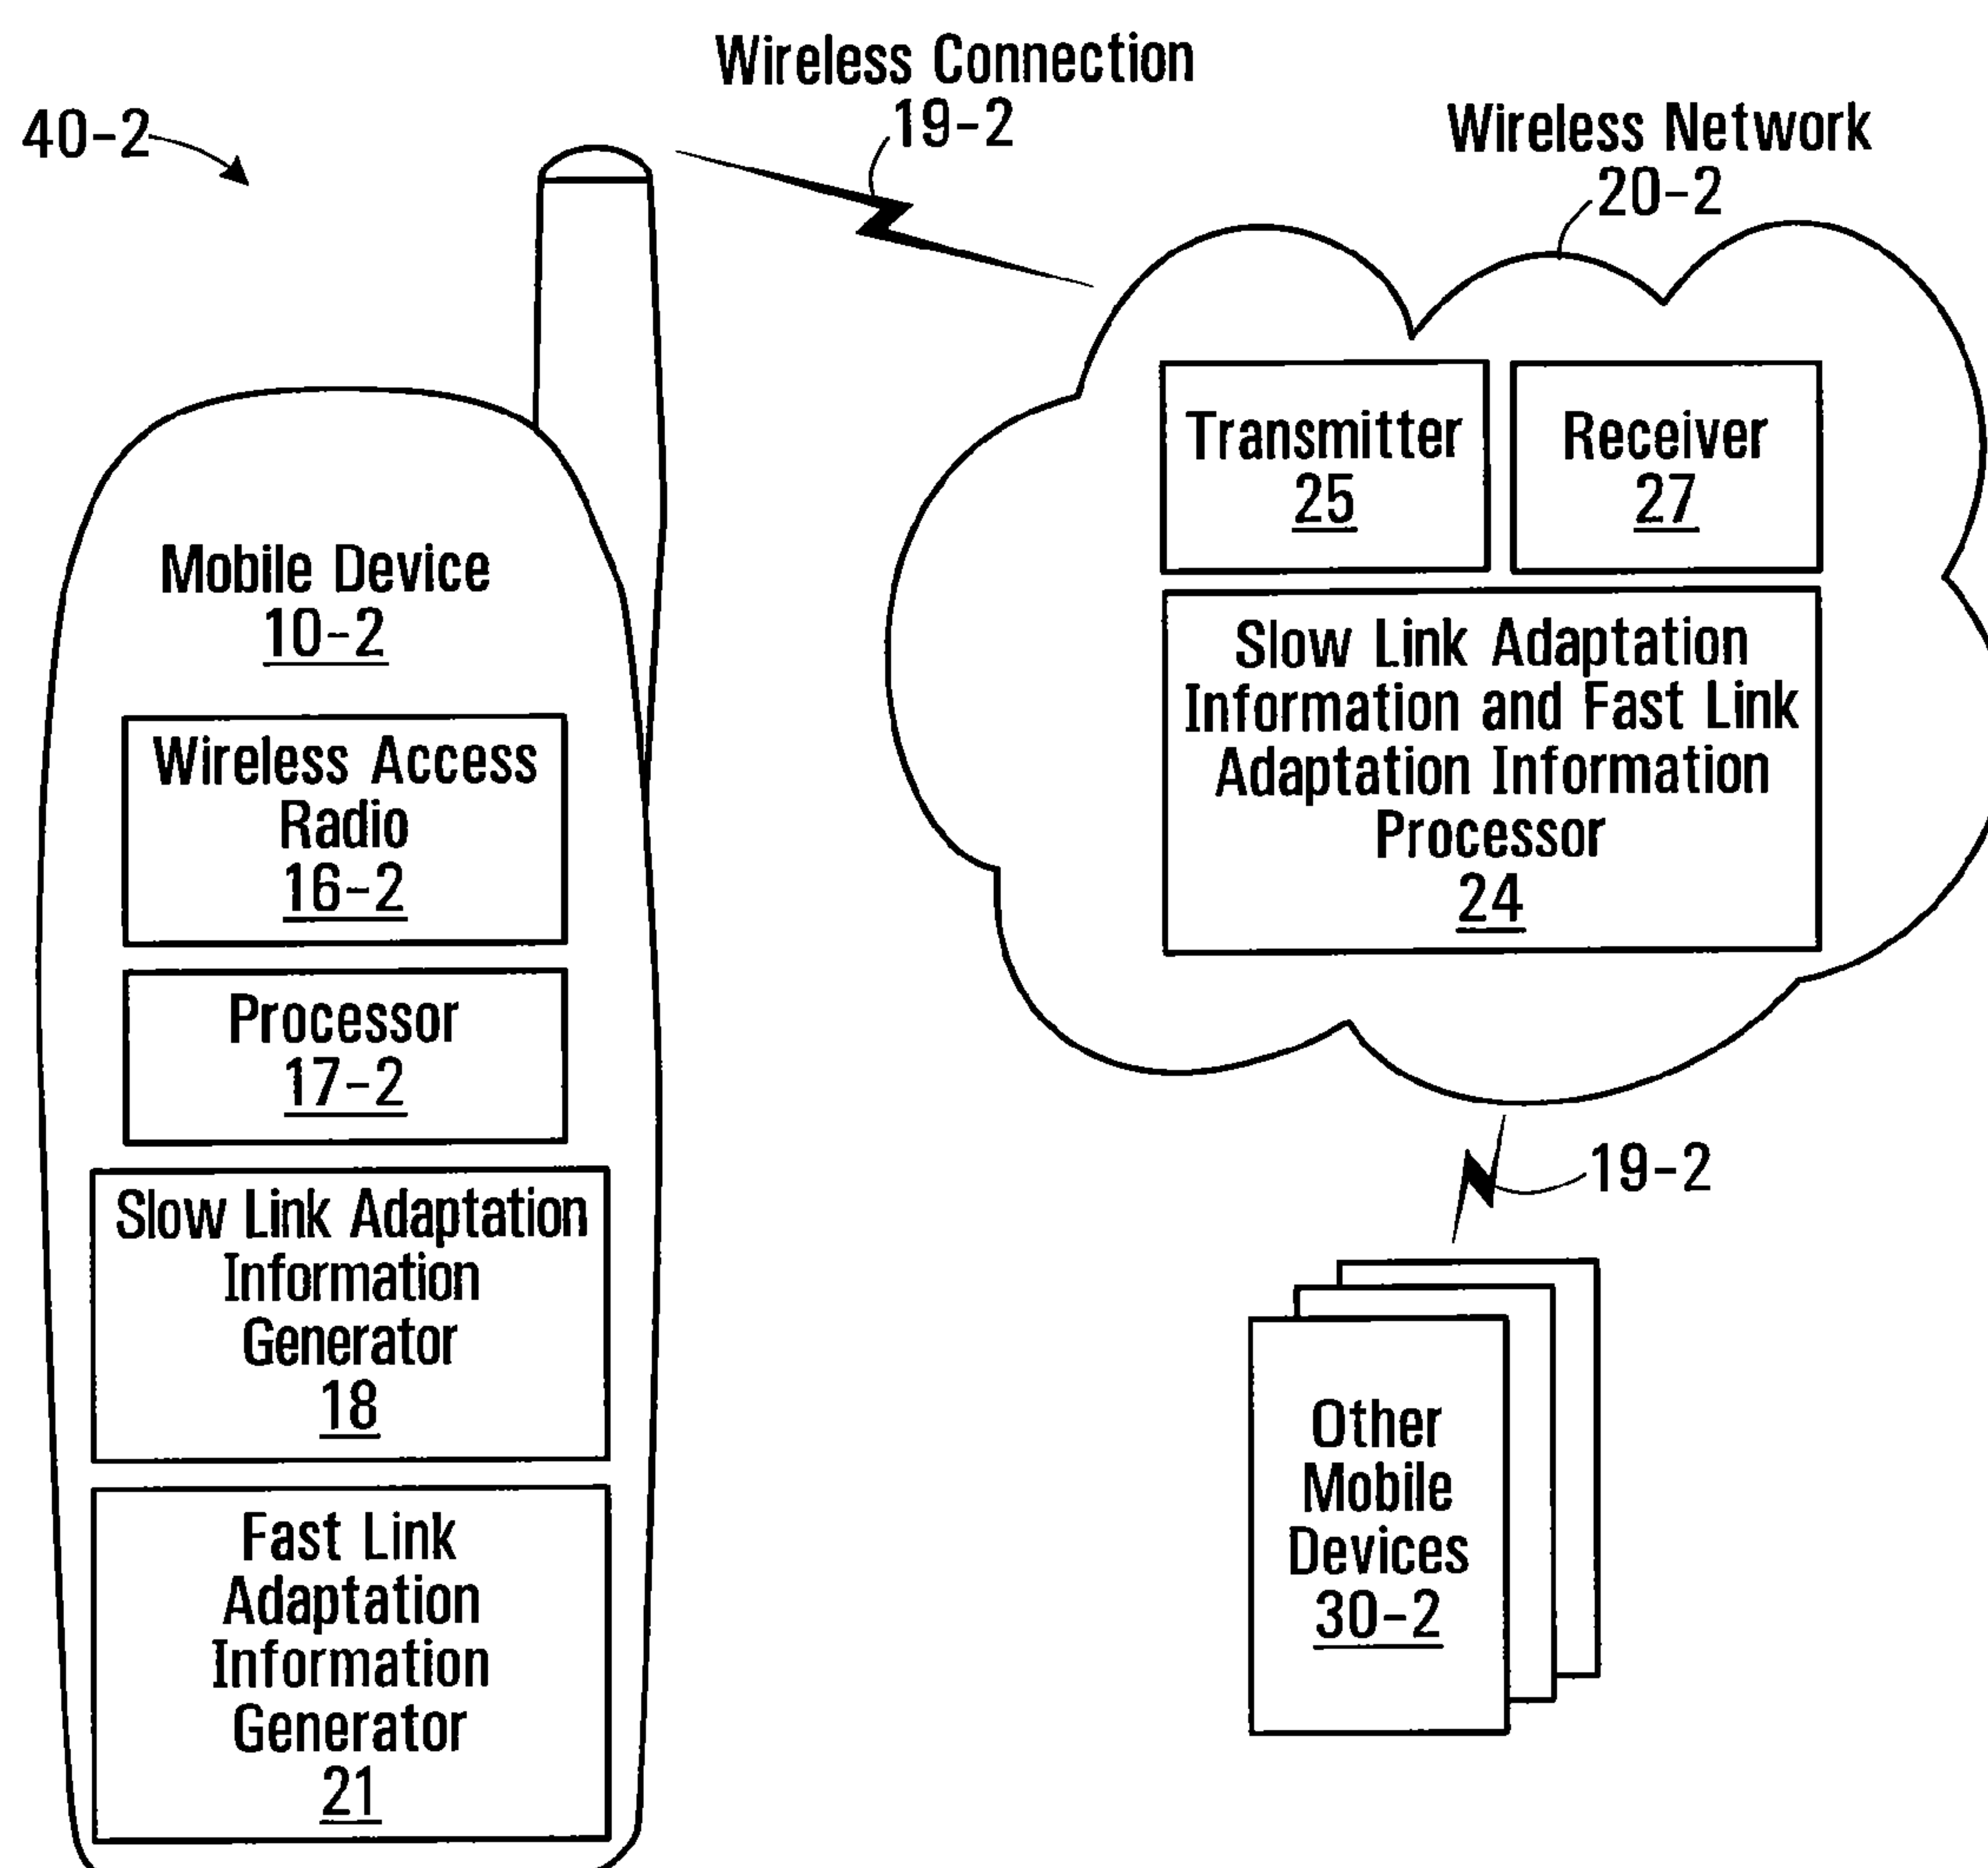 Wireless Connection
19-2
40-2
Wireless Network
20-2
Mobile Device
10-2
Wireless Access
Radio
16-2
Processor
17-2
Slow Link Adaptation
Information
Generator
18
Fast Link
Adaptation
Information
Generator
21
Transmitter
25
Receiver
27
Slow Link Adaptation
Information and Fast Link
Adaptation Information
Processor
24
19-2
Other
Mobile
Devices
30-2